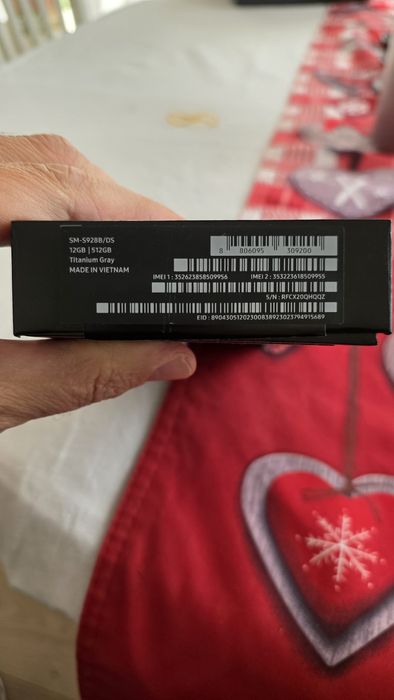 SM-S928B/DS
12GB | 512GB
Titanium Gray
MADE IN VIETNAM
8 806095 309200
IMEI 1 : 352623858509956 IMEI 2 : 353223618509955
S/N : RFCX20QHQQZ
EID : 89043051202300838923023794915689